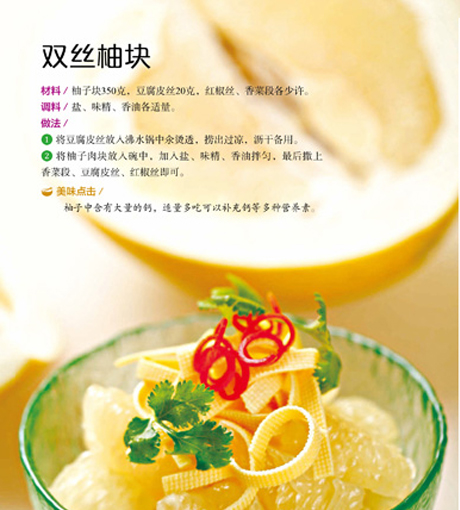 双丝柚块
材料 / 柚子块350克，豆腐皮丝20克，红椒丝、香菜段各少许。
调料 / 盐、味精、香油各适量。
做法 /
1 将豆腐皮丝放入沸水锅中汆烫透，捞出过凉，沥干备用。
2 将柚子肉块放入碗中，加入盐、味精、香油拌匀，最后撒上
香菜段、豆腐皮丝、红椒丝即可。
美味点击 /
柚子中含有大量的钙，适量多吃可以补充钙等多种营养素。